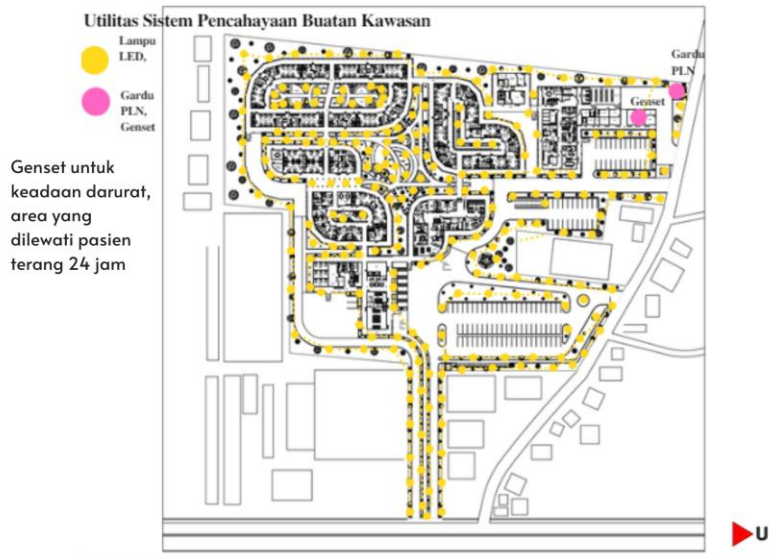 Utilitas Sistem Pencahayaan Buatan Kawasan
Lampu
LED,
Gardu
PLN,
Genset
Genset untuk
keadaan darurat,
area yang
dilewati pasien
terang 24 jam
Gardu
PLN
Genset
U